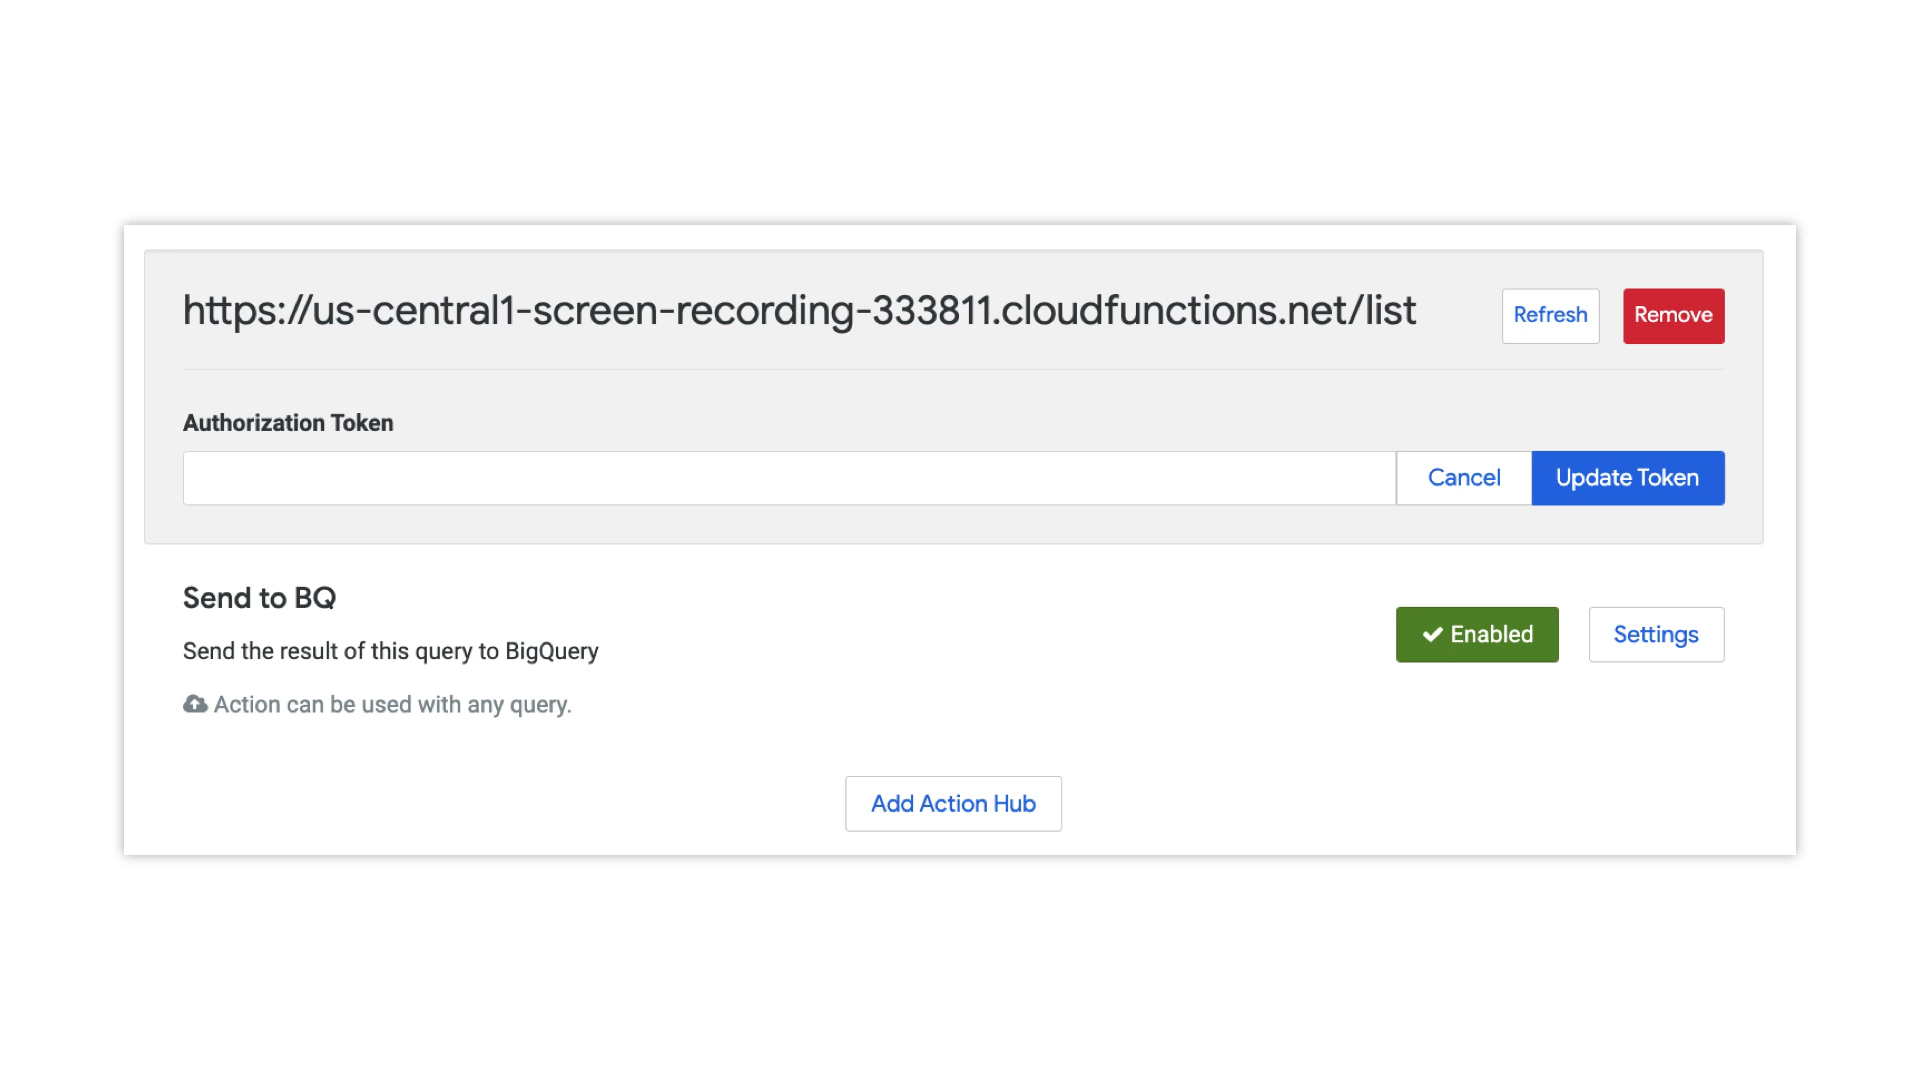 https://us-central1-screen-recording-333811.cloudfunctions.net/list
Refresh
Remove
Authorization Token
Cancel
Update Token
Send to BQ
Send the result of this query to BigQuery
Enabled
Settings
Action can be used with any query.
Add Action Hub